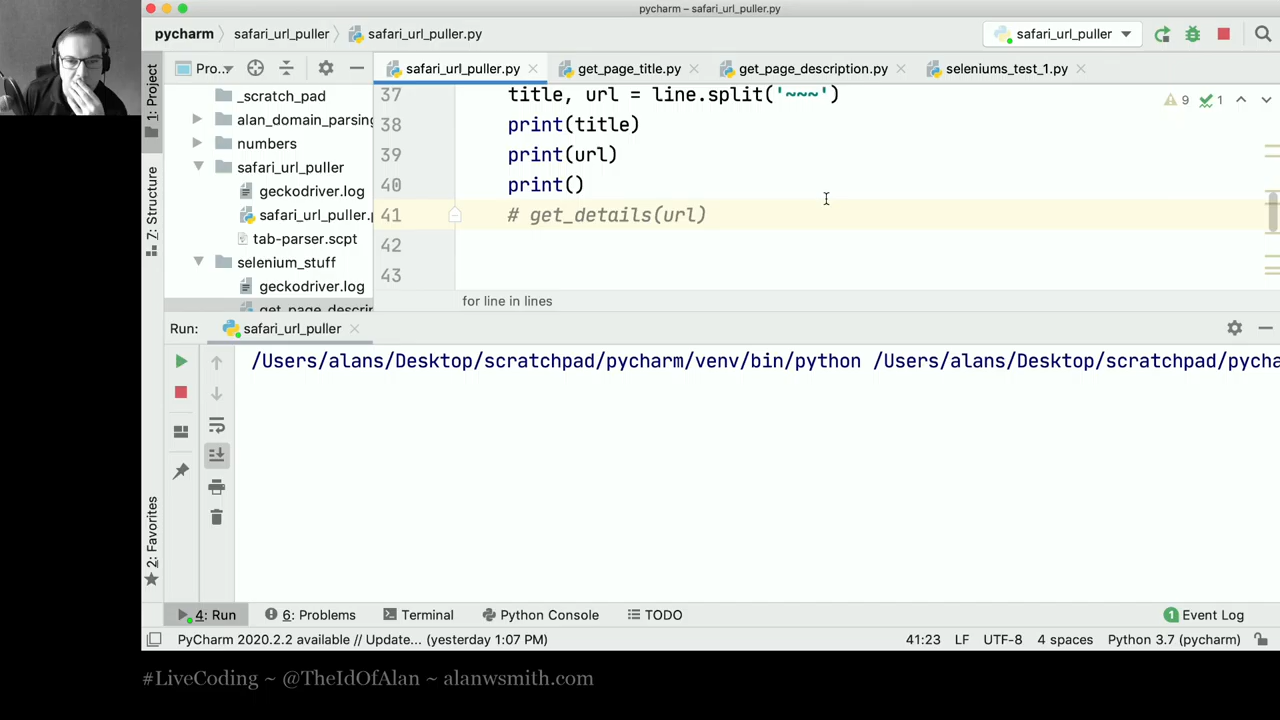 pycharm – safari_url_puller.py
pycharm safari_url_puller safari_url_puller.py safari_url_puller
Pro... safari_url_puller.py get_page_title.py get_page_description.py seleniums_test_1.py
1: Project
7: Structure
2: Favorites
_scratch_pad
alan_domain_parsing
numbers
safari_url_puller
geckodriver.log
safari_url_puller.p
tab-parser.scpt
selenium_stuff
geckodriver.log
get_page_descrip
37 title, url = line.split('~~~')
38 print(title)
39 print(url)
40 print()
41 # get_details(url)
42
43
9 1
for line in lines
Run: safari_url_puller
/Users/alans/Desktop/scratchpad/pycharm/venv/bin/python /Users/alans/Desktop/scratchpad/pycha
4: Run 6: Problems Terminal Python Console TODO 1 Event Log
PyCharm 2020.2.2 available // Update... (yesterday 1:07 PM) 41:23 LF UTF-8 4 spaces Python 3.7 (pycharm)
#LiveCoding ~ @TheIdOfAlan ~ alanwsmith.com